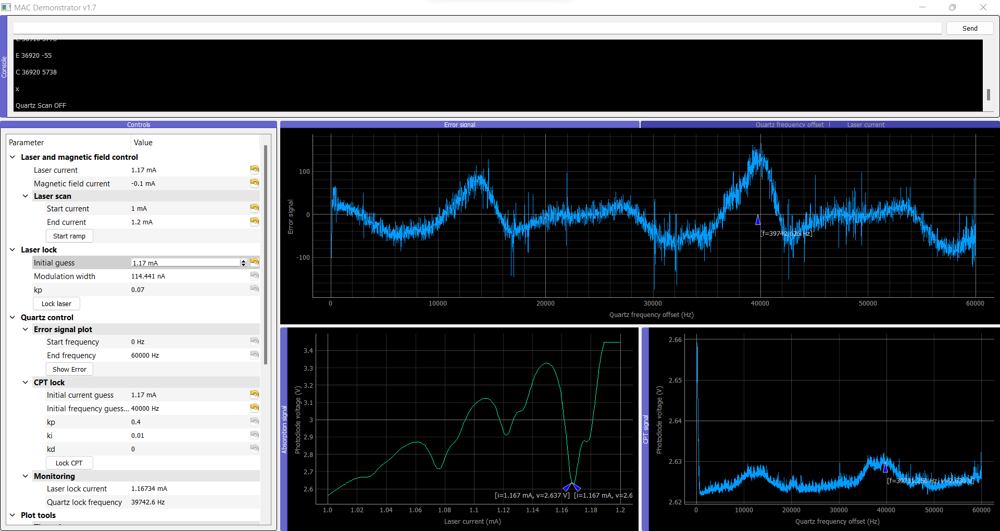 MAC Demonstrator v1.7
Console
Send
E 36920 -55
C 36920 5738
x
Quartz Scan OFF
Controls
Parameter Value
Laser and magnetic field control
Laser current 1.17 mA
Magnetic field current -0.1 mA
Laser scan
Start current 1 mA
End current 1.2 mA
Start ramp
Laser lock
Initial guess 1.17 mA
Modulation width 114.441 nA
kp 0.07
Lock laser
Quartz control
Error signal plot
Start frequency 0 Hz
End frequency 60000 Hz
Show Error
CPT lock
Initial current guess 1.17 mA
Initial frequency guess... 40000 Hz
kp 0.4
ki 0.01
kd 0
Lock CPT
Monitoring
Laser lock current 1.16734 mA
Quartz lock frequency 39742.6 Hz
Plot tools
Error signal
Quartz frequency offset | Laser current
Error signal
100
0
-100
[f=39742.625 Hz]
0 10000 20000 30000 40000 50000 60000
Quartz frequency offset (Hz)
Absorption signal
Photodiode voltage (V)
3.4
3.3
3.2
3.1
3
2.9
2.8
2.7
2.6
[i=1.167 mA, v=2.637 V] [i=1.167 mA, v=2.6
1.0 1.02 1.04 1.06 1.08 1.1 1.12 1.14 1.16 1.18 1.2
Laser current (mA)
CPT signal
Photodiode voltage (V)
2.66
2.65
2.64
2.63
2.62
[f=39731.250 Hz, v=2.630 V]
0 10000 20000 30000 40000 50000 60000
Quartz frequency offset (Hz)